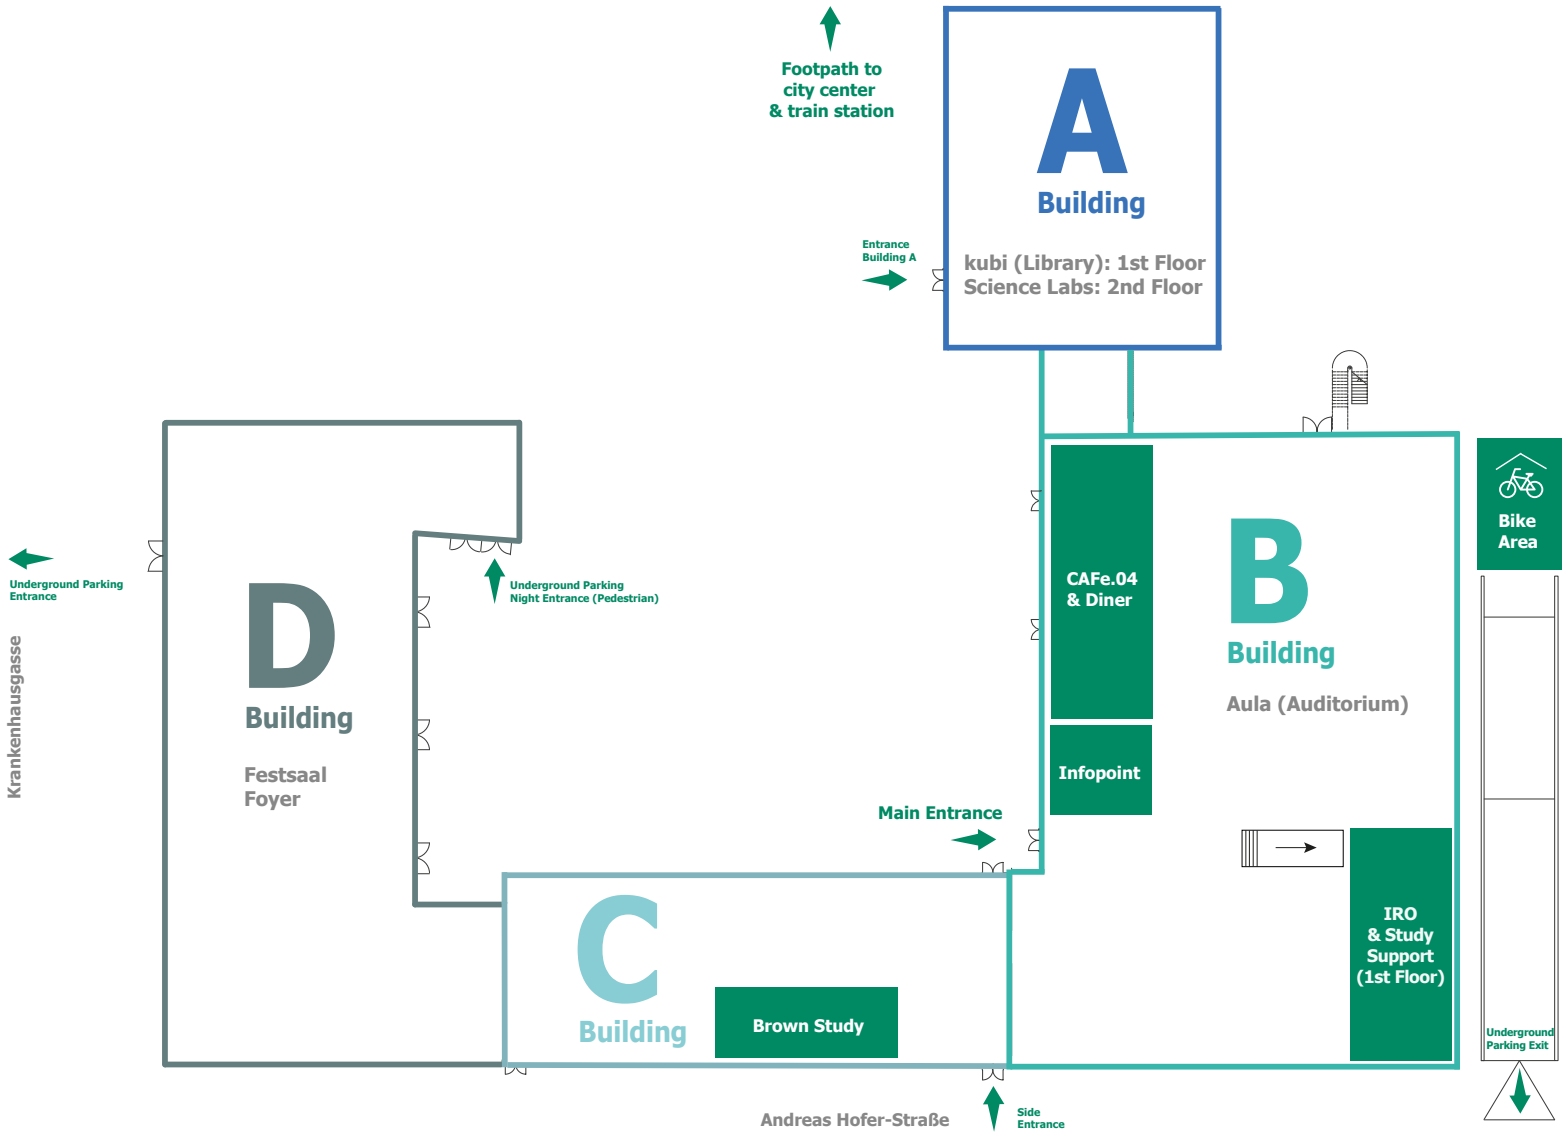 Footpath to
city center
& train station
A
Building
Entrance
Building A
kubi (Library): 1st Floor
Science Labs: 2nd Floor
Bike
Area
Underground Parking
Entrance
Krankenhausgasse
D
Building
Festsaal
Foyer
Underground Parking
Night Entrance (Pedestrian)
CAFe.04
& Diner
B
Building
Aula (Auditorium)
Infopoint
Main Entrance
C
Building
Brown Study
IRO
& Study
Support
(1st Floor)
Underground
Parking Exit
Andreas Hofer-Straße
Side
Entrance